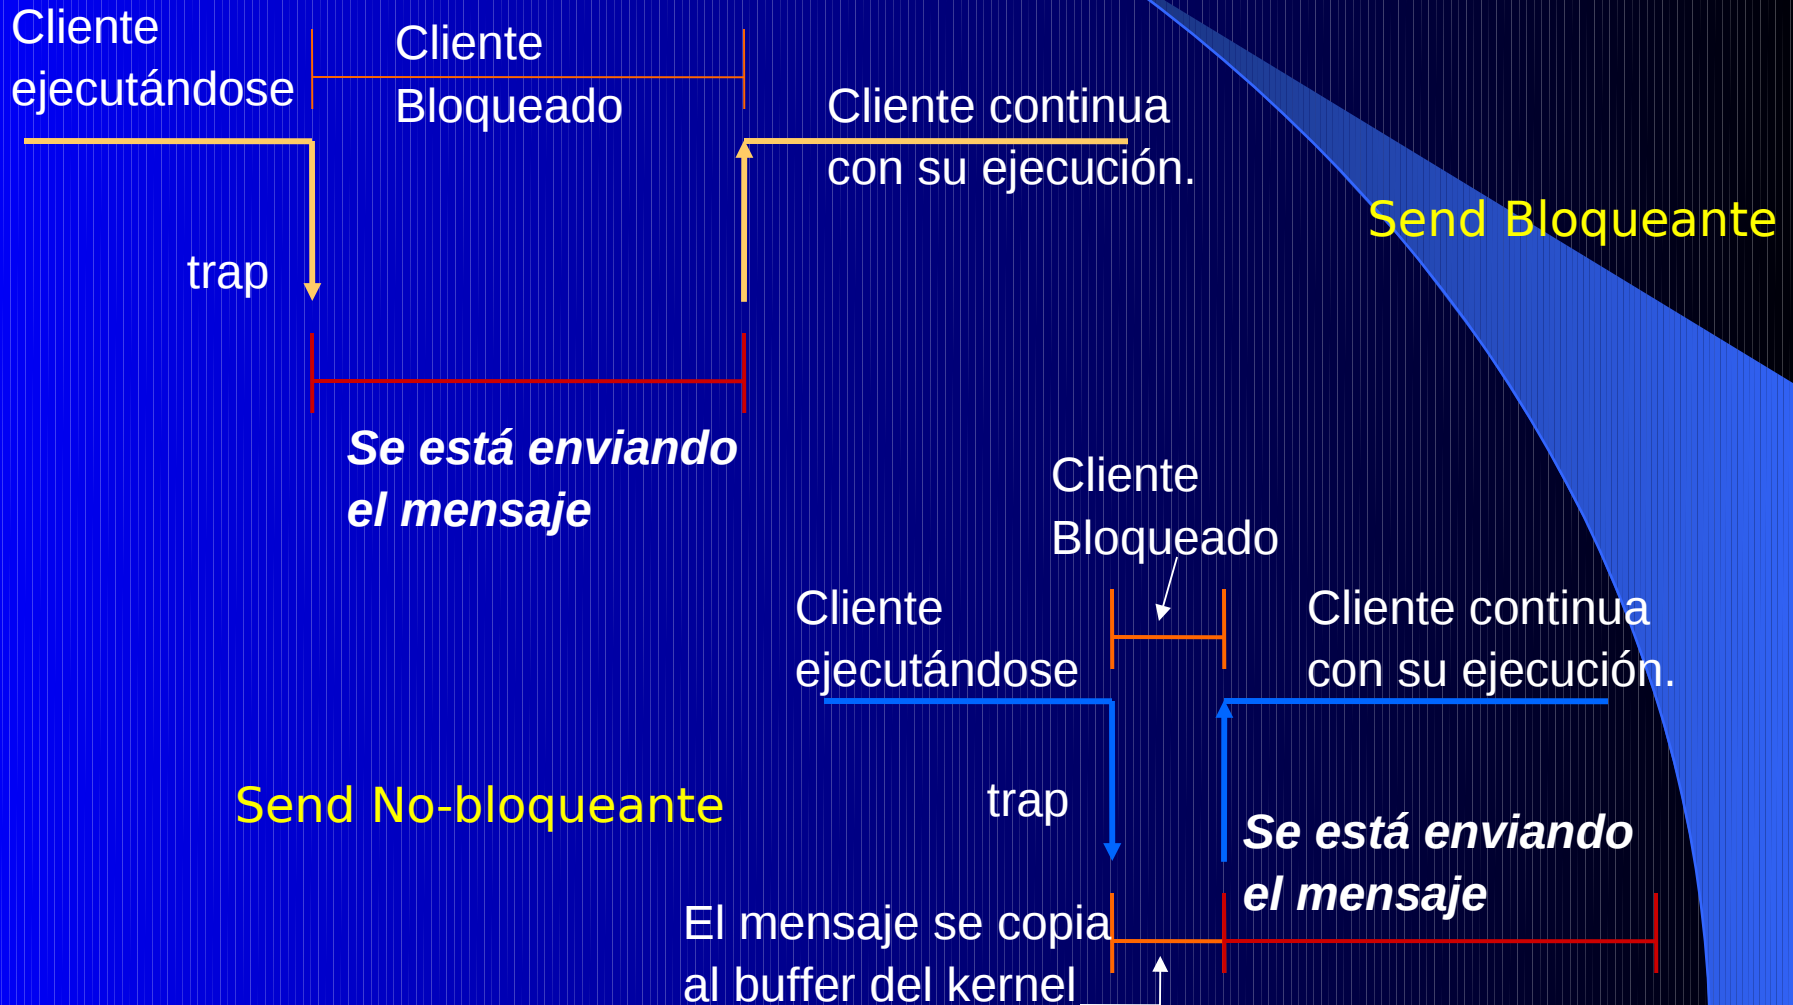 Cliente
ejecutándose
Cliente
Bloqueado
Cliente continua
con su ejecución.
Send Bloqueante
trap
Se está enviando
el mensaje
Cliente
Bloqueado
Cliente
ejecutándose
Cliente continua
con su ejecución.
Send No-bloqueante
trap
Se está enviando
el mensaje
El mensaje se copia
al buffer del kernel